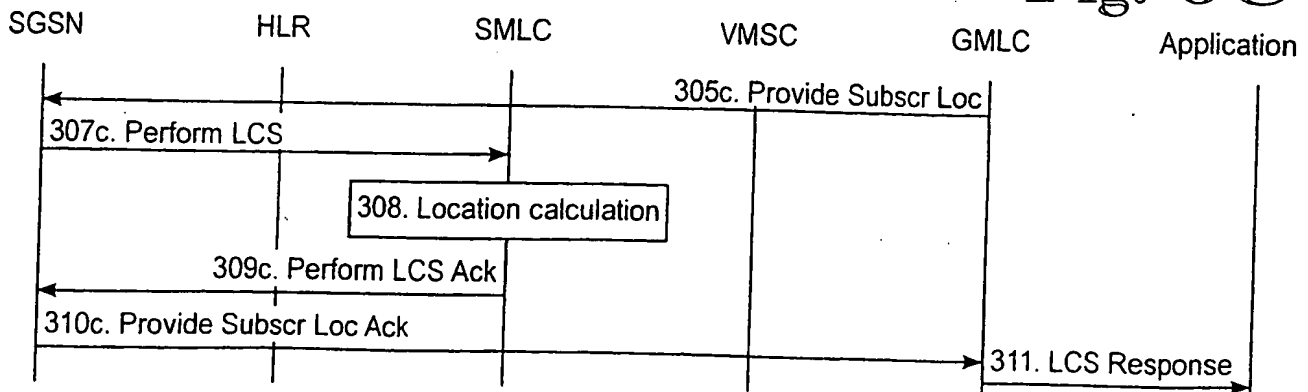 SGSN HLR SMLC VMSC GMLC Application
305c. Provide Subscr Loc
307c. Perform LCS
308. Location calculation
309c. Perform LCS Ack
310c. Provide Subscr Loc Ack
311. LCS Response